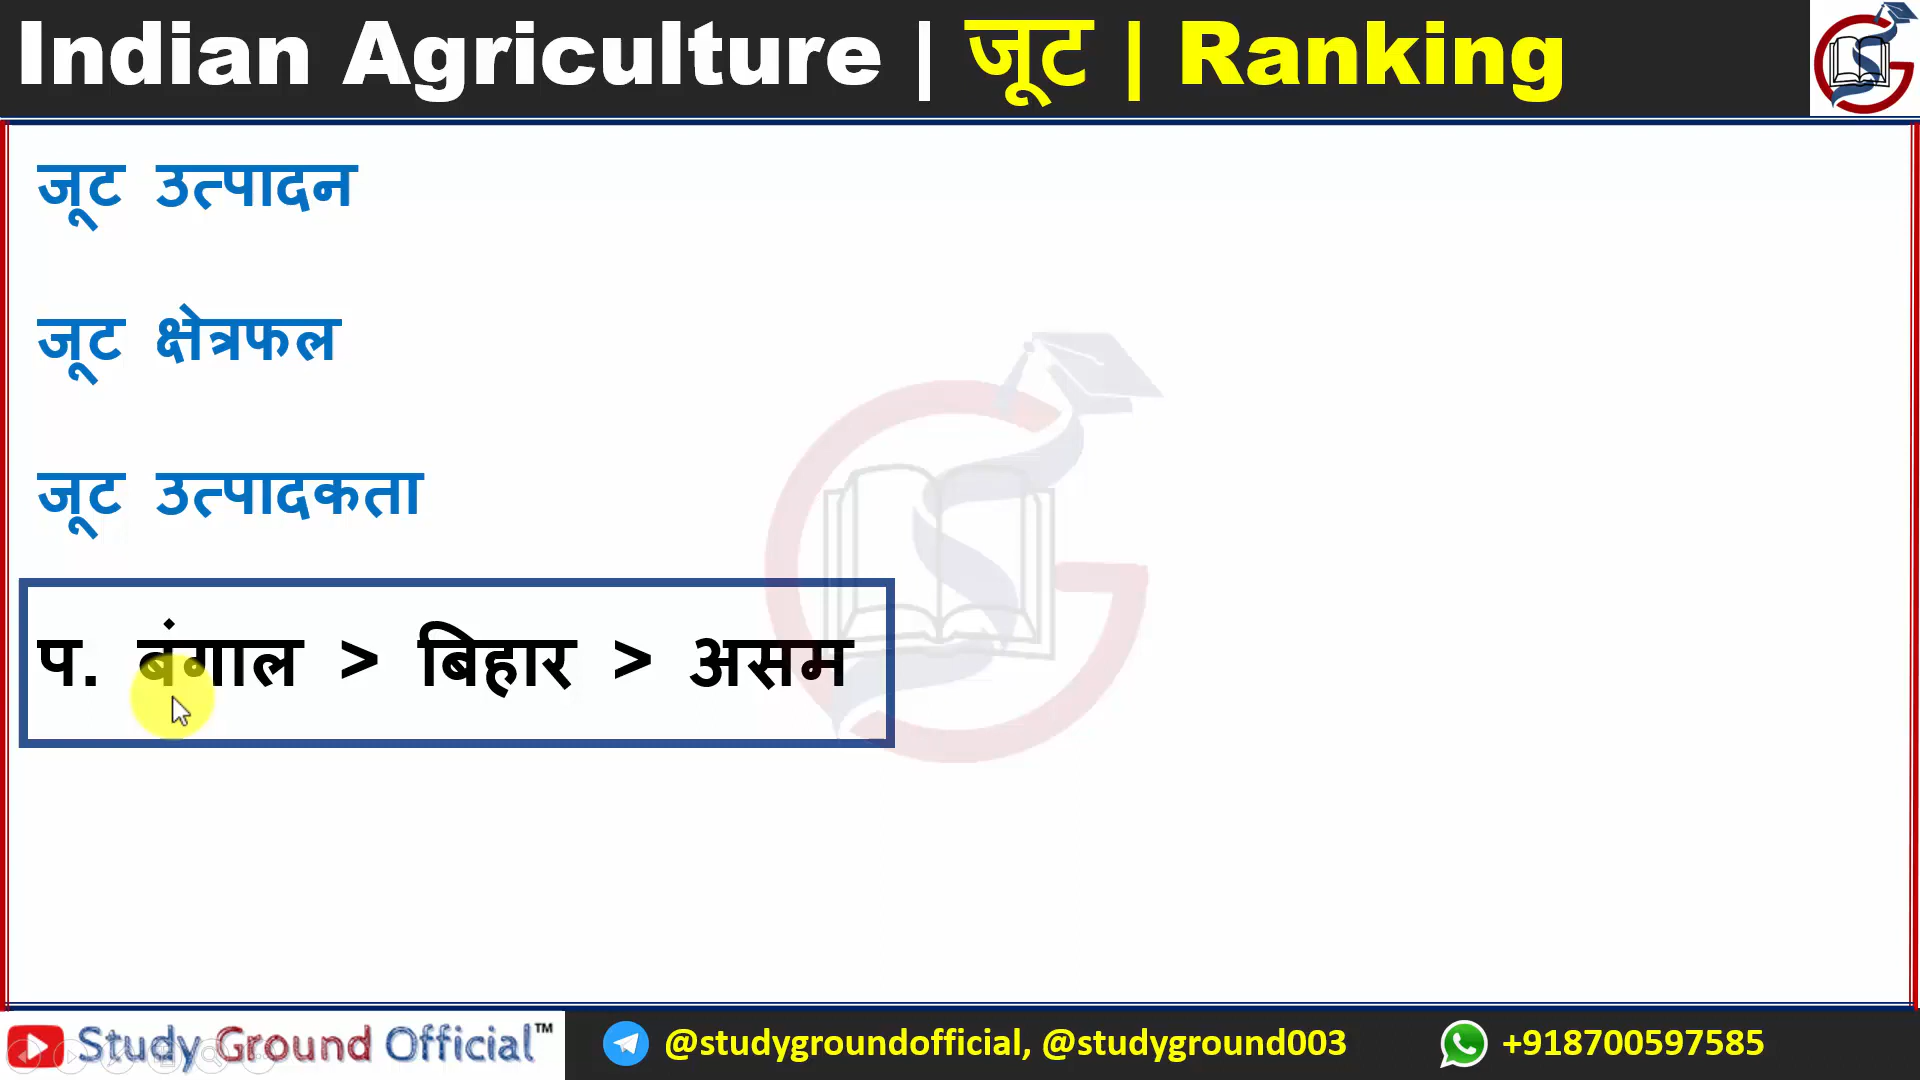 Indian Agriculture | जूट | Ranking
जूट उत्पादन
जूट क्षेत्रफल
जूट उत्पादकता
प. बंगाल > बिहार > असम
Study Ground Official™ @studygroundofficial, @studyground003 +918700597585